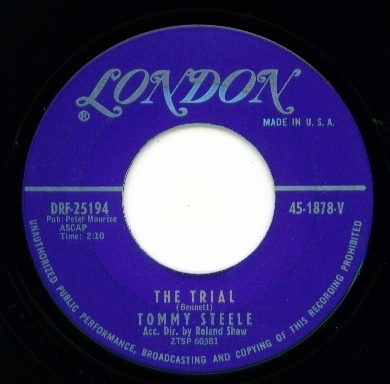 LONDON
®
MADE IN U.S.A.
DRF-25194
Pub: Peter Maurice
ASCAP
Time: 2:10
45-1878-V
THE TRIAL
(Bennett)
TOMMY STEELE
Acc. Dir. by Roland Shaw
ZTSP 60383
UNAUTHORIZED PUBLIC PERFORMANCE, BROADCASTING AND COPYING OF THIS RECORDING PROHIBITED